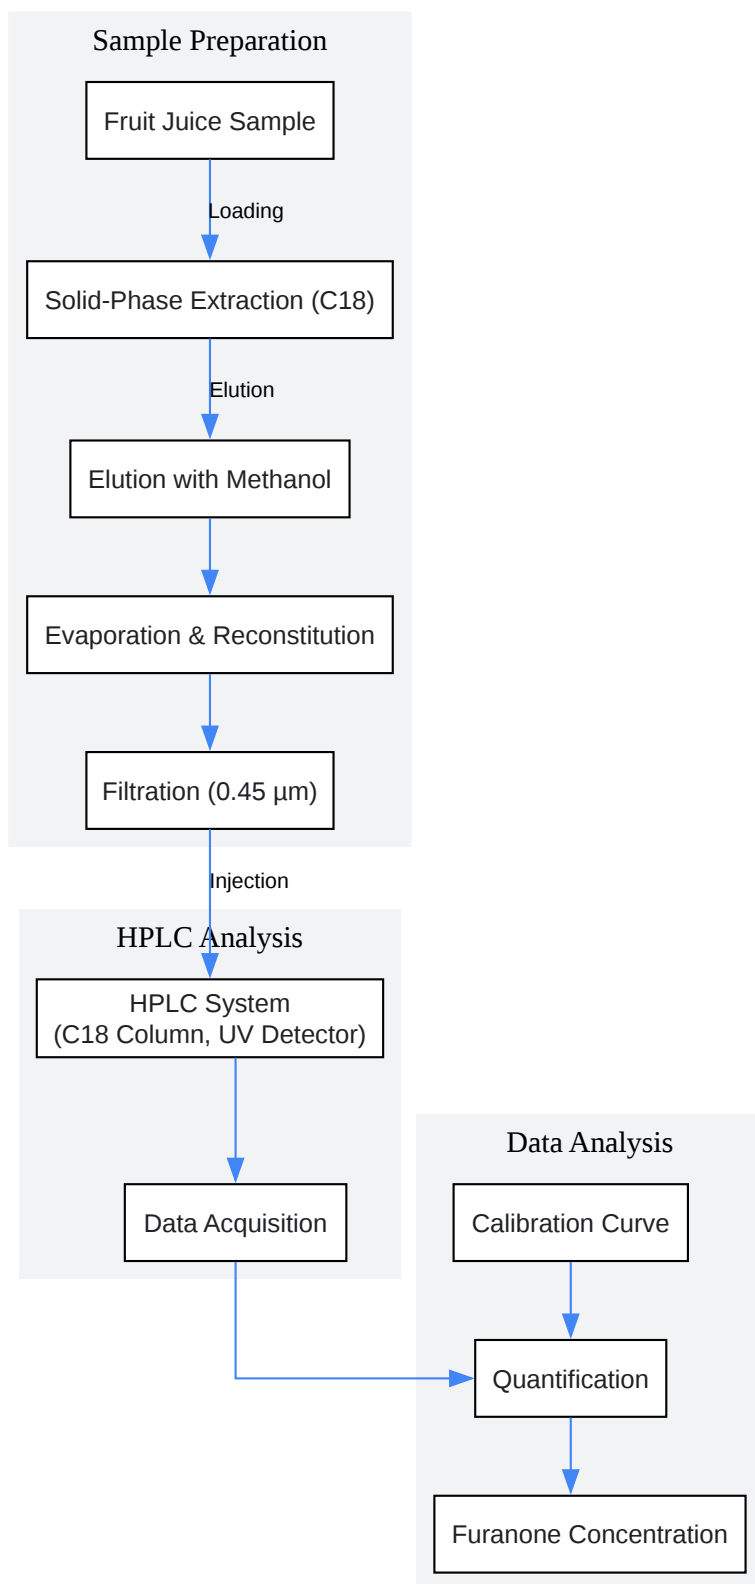 Sample Preparation
Fruit Juice Sample
Loading
Solid-Phase Extraction (C18)
Elution
Elution with Methanol
Evaporation & Reconstitution
Filtration (0.45 µm)
Injection
HPLC Analysis
HPLC System
(C18 Column, UV Detector)
Data Acquisition
Data Analysis
Calibration Curve
Quantification
Furanone Concentration